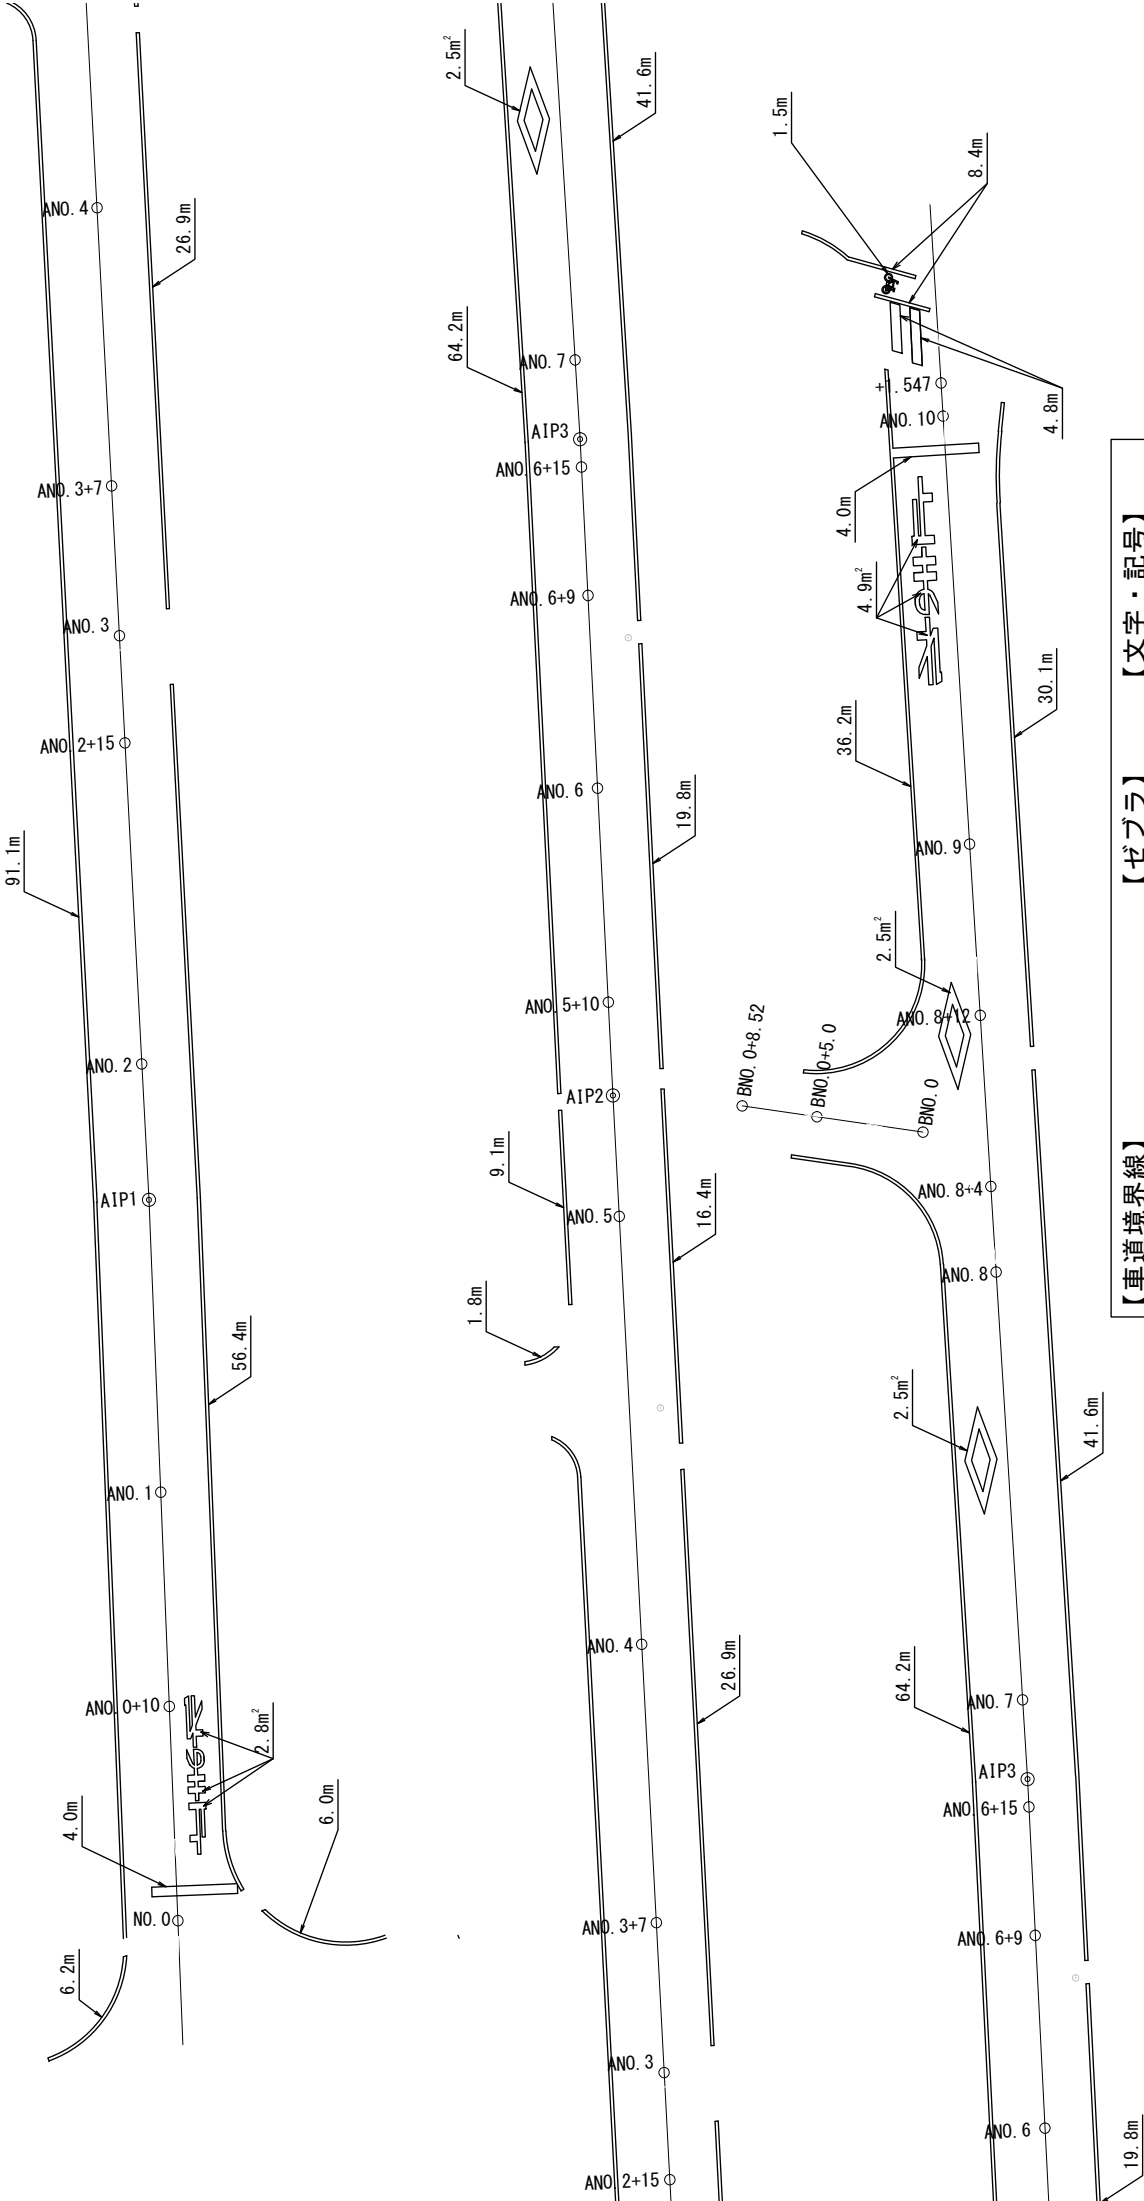 ANO. 4
26.9m
ANO. 3+7
ANO. 3
ANO. 2+15
91.1m
ANO. 2
AIP1
56.4m
ANO. 1
ANO. 0+10
2.8m²
4.0m
6.0m
NO. 0
6.2m
止まれ
2.5m²
41.6m
64.2m
ANO. 7
AIP3
ANO. 6+15
ANO. 6+9
ANO. 6
19.8m
ANO. 5+10
AIP2
9.1m
ANO. 5
16.4m
1.8m
ANO. 4
26.9m
ANO. 3+7
ANO. 3
ANO. 2+15
1.5m
8.4m
+1.547
ANO. 10
4.8m
4.0m
4.9m²
止まれ
36.2m
30.1m
ANO. 9
2.5m²
ANO. 8+12
BNO. 0+8.52
BNO. 0+5.0
BNO. 0
ANO. 8+4
ANO. 8
2.5m²
41.6m
64.2m
ANO. 7
AIP3
ANO. 6+15
ANO. 6+9
ANO. 6
19.8m
【車道境界線】
【ゼブラ】
【文字・記号】